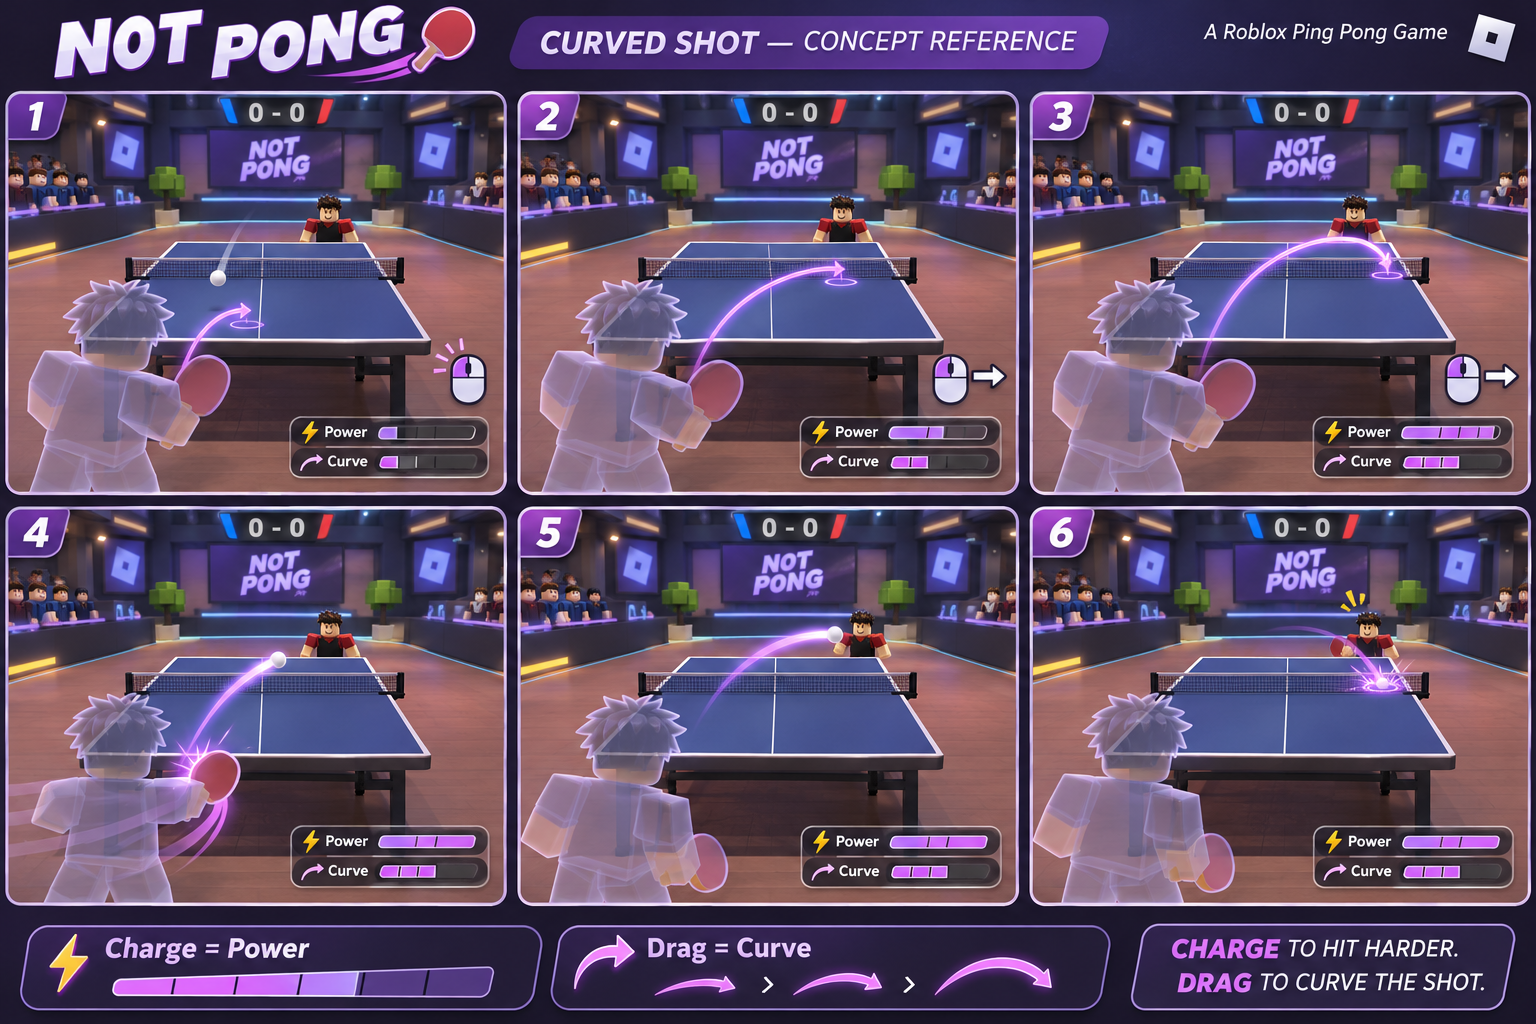 NOT PONG
CURVED SHOT — CONCEPT REFERENCE
A Roblox Ping Pong Game
1
0 - 0
NOT
PONG
Power
Curve
2
0 - 0
NOT
PONG
Power
Curve
3
0 - 0
NOT
PONG
Power
Curve
4
0 - 0
NOT
PONG
Power
Curve
5
0 - 0
NOT
PONG
Power
Curve
6
0 - 0
NOT
PONG
Power
Curve
Charge = Power
Drag = Curve
> >
CHARGE TO HIT HARDER.
DRAG TO CURVE THE SHOT.